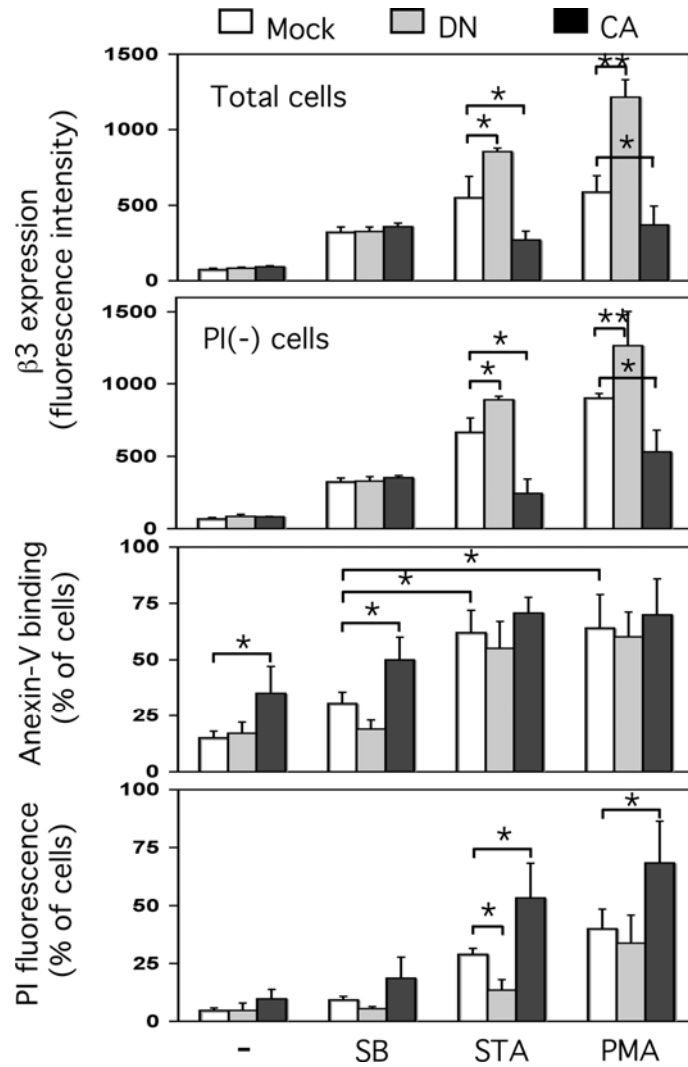 Mock DN CA
β3 expression
(fluorescence intensity)
1500
1000
500
0
Total cells
* * ** *
1500
1000
500
0
PI(-) cells
* * ** *
Anexin-V binding
(% of cells)
100
75
50
25
0
* * * *
PI fluorescence
(% of cells)
100
75
50
25
0
* * *
- SB STA PMA